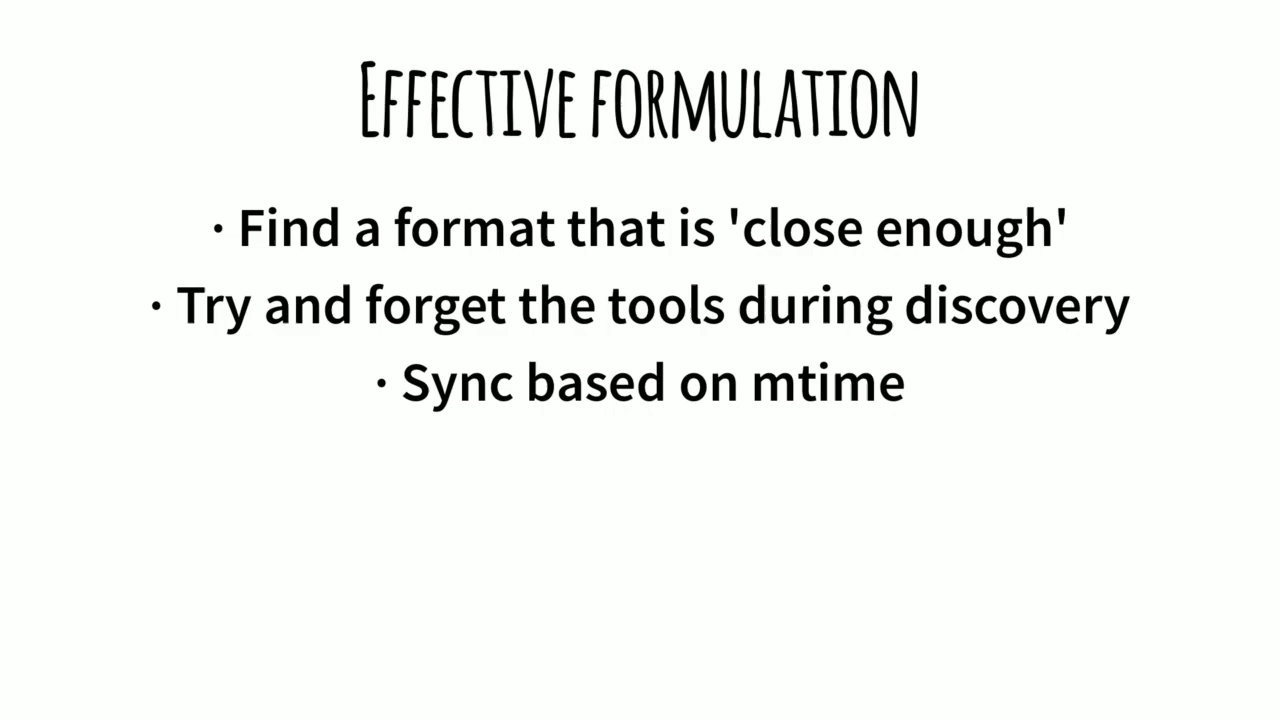 Effective formulation
· Find a format that is 'close enough'
· Try and forget the tools during discovery
· Sync based on mtime